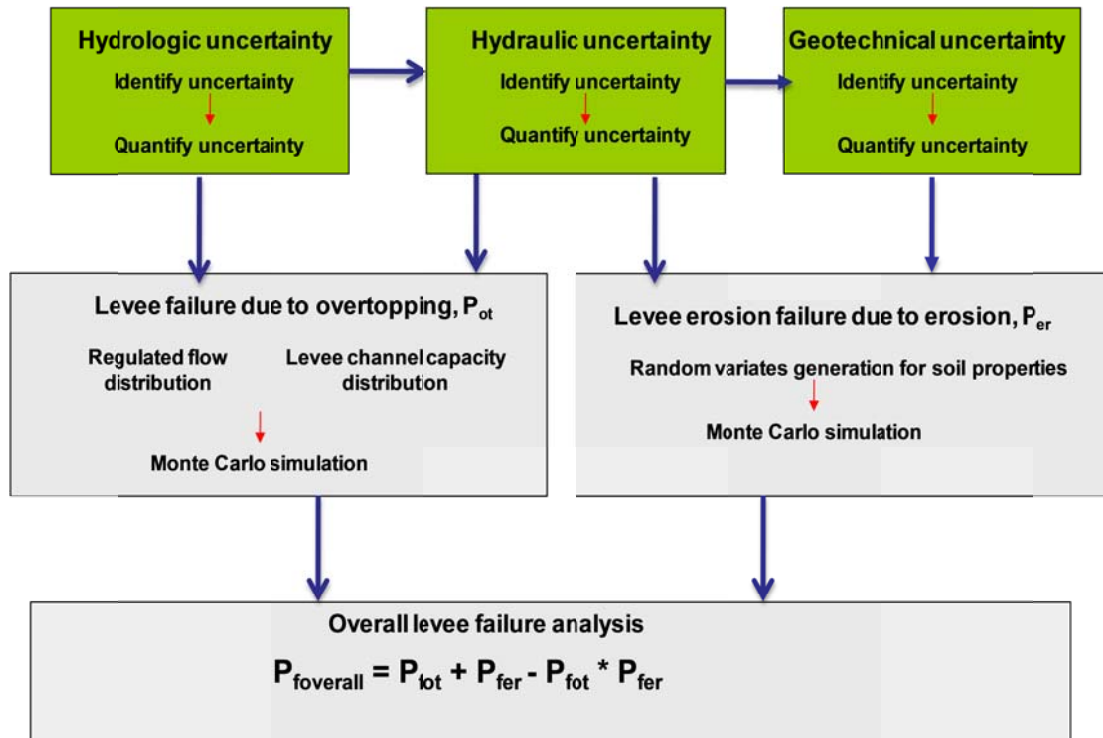 Hydrologic uncertainty
Identify uncertainty
Quantify uncertainty
Hydraulic uncertainty
Identify uncertainty
Quantify uncertainty
Geotechnical uncertainty
Identify uncertainty
Quantify uncertainty
Levee failure due to overtopping, Pot
Regulated flow
distribution
Levee channel capacity
distribution
Monte Carlo simulation
Levee erosion failure due to erosion, Per
Random variates generation for soil properties
Monte Carlo simulation
Overall levee failure analysis
Pfoverall = Pfot + Pfer - Pfot * Pfer